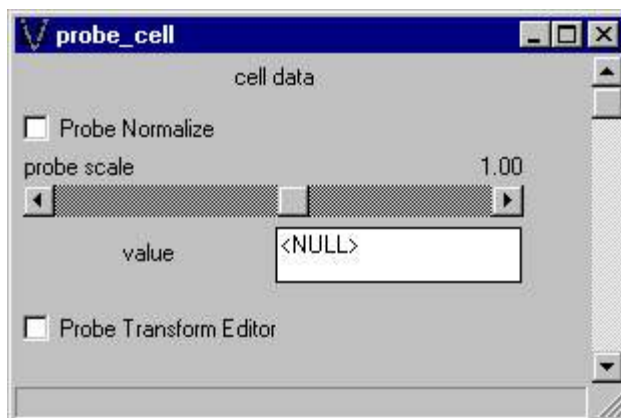 probe_cell
cell data
Probe Normalize
probe scale 1.00
value <NULL>
Probe Transform Editor